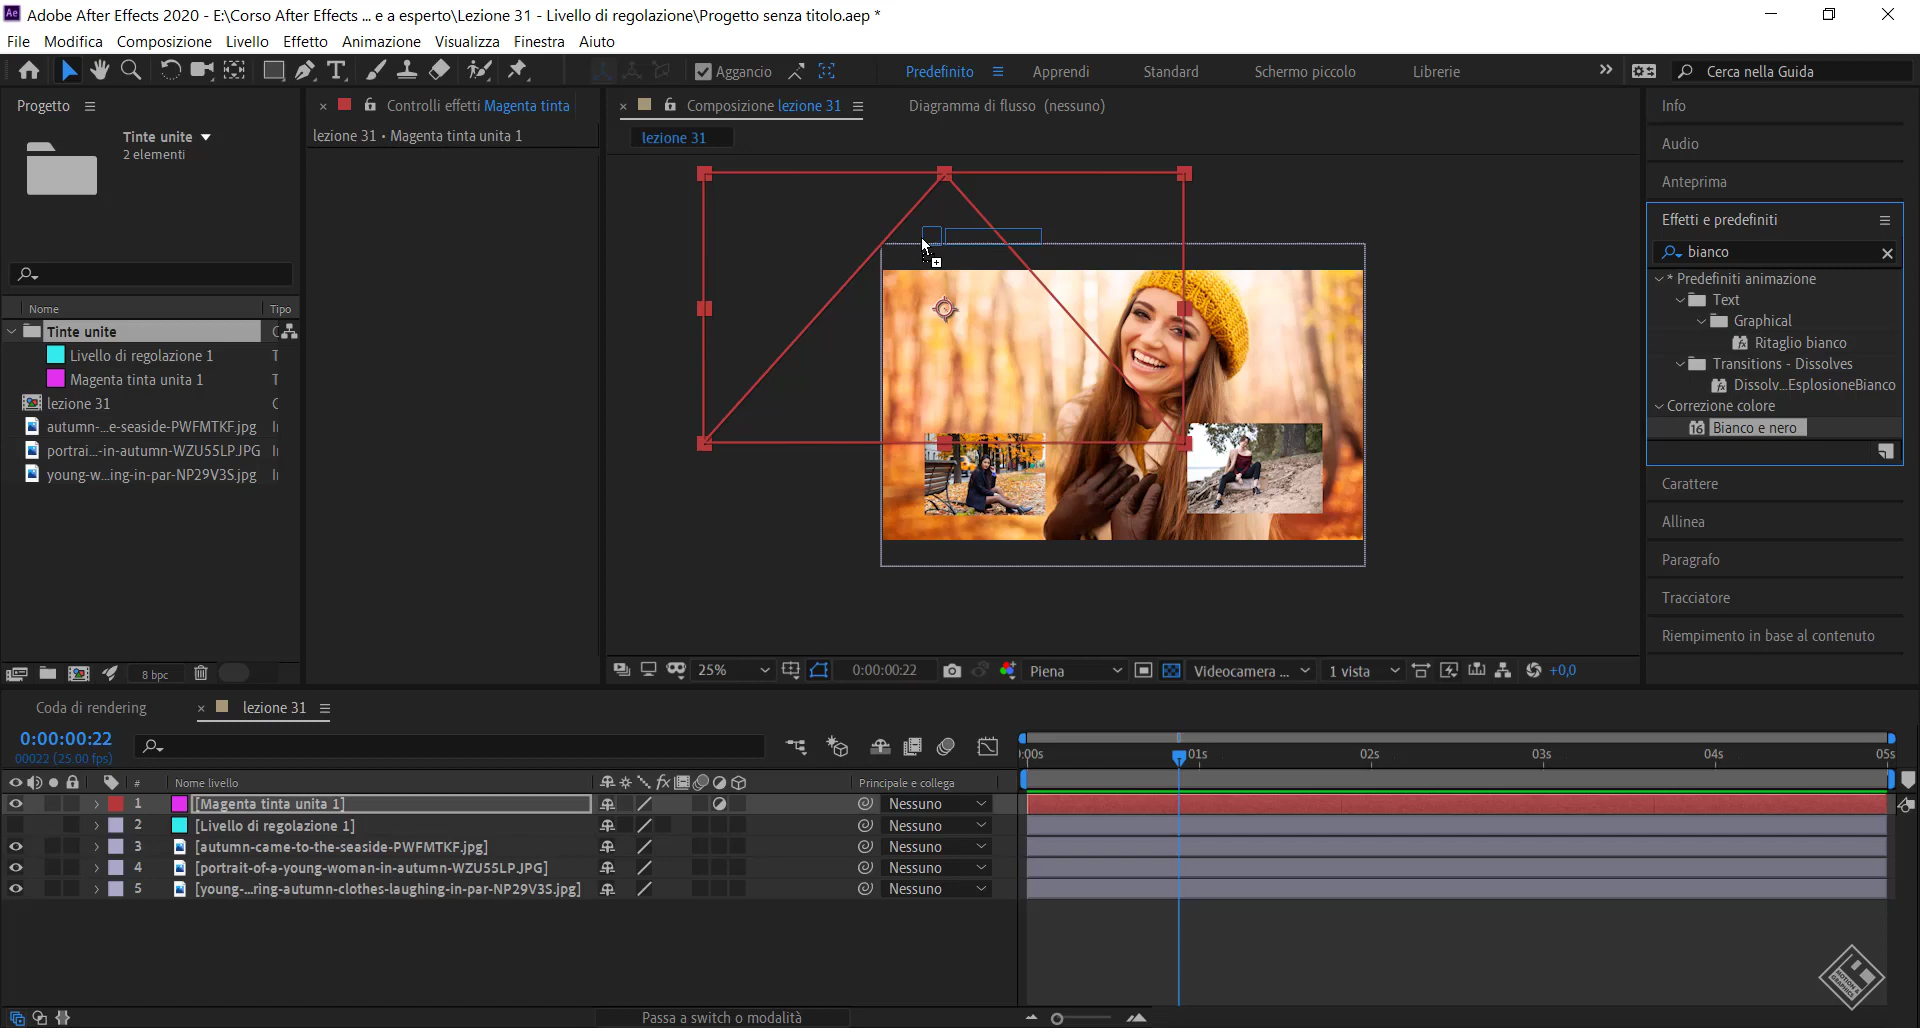 Adobe After Effects 2020 - E:\Corso After Effects ... e a esperto\Lezione 31 - Livello di regolazione\Progetto senza titolo.aep *
File Modifica Composizione Livello Effetto Animazione Visualizza Finestra Aiuto
Aggancio Predefinito Apprendi Standard Schermo piccolo Librerie Cerca nella Guida
Progetto
Tinte unite
2 elementi
Nome Tipo
Tinte unite
Livello di regolazione 1
Magenta tinta unita 1
lezione 31
autumn-...e-seaside-PWFMTKF.jpg
portrai...-in-autumn-WZU55LP.JPG
young-w...ing-in-par-NP29V3S.jpg
8 bpc
Controlli effetti Magenta tinta
lezione 31 • Magenta tinta unita 1
Composizione lezione 31
Diagramma di flusso (nessuno)
lezione 31
25% 0:00:00:22 Piena Videocamera ... 1 vista +0,0
Info
Audio
Anteprima
Effetti e predefiniti
bianco
* Predefiniti animazione
Text
Graphical
Ritaglio bianco
Transitions - Dissolves
Dissolv...EsplosioneBianco
Correzione colore
Bianco e nero
Carattere
Allinea
Paragrafo
Tracciatore
Riempimento in base al contenuto
Coda di rendering
lezione 31
0:00:00:22
00022 (25.00 fps)
# Nome livello Principale e collega
1 [Magenta tinta unita 1] Nessuno
2 [Livello di regolazione 1] Nessuno
3 [autumn-came-to-the-seaside-PWFMTKF.jpg] Nessuno
4 [portrait-of-a-young-woman-in-autumn-WZU55LP.JPG] Nessuno
5 [young-...ring-autumn-clothes-laughing-in-par-NP29V3S.jpg] Nessuno
:00s 01s 02s 03s 04s 05s
Passa a switch o modalità